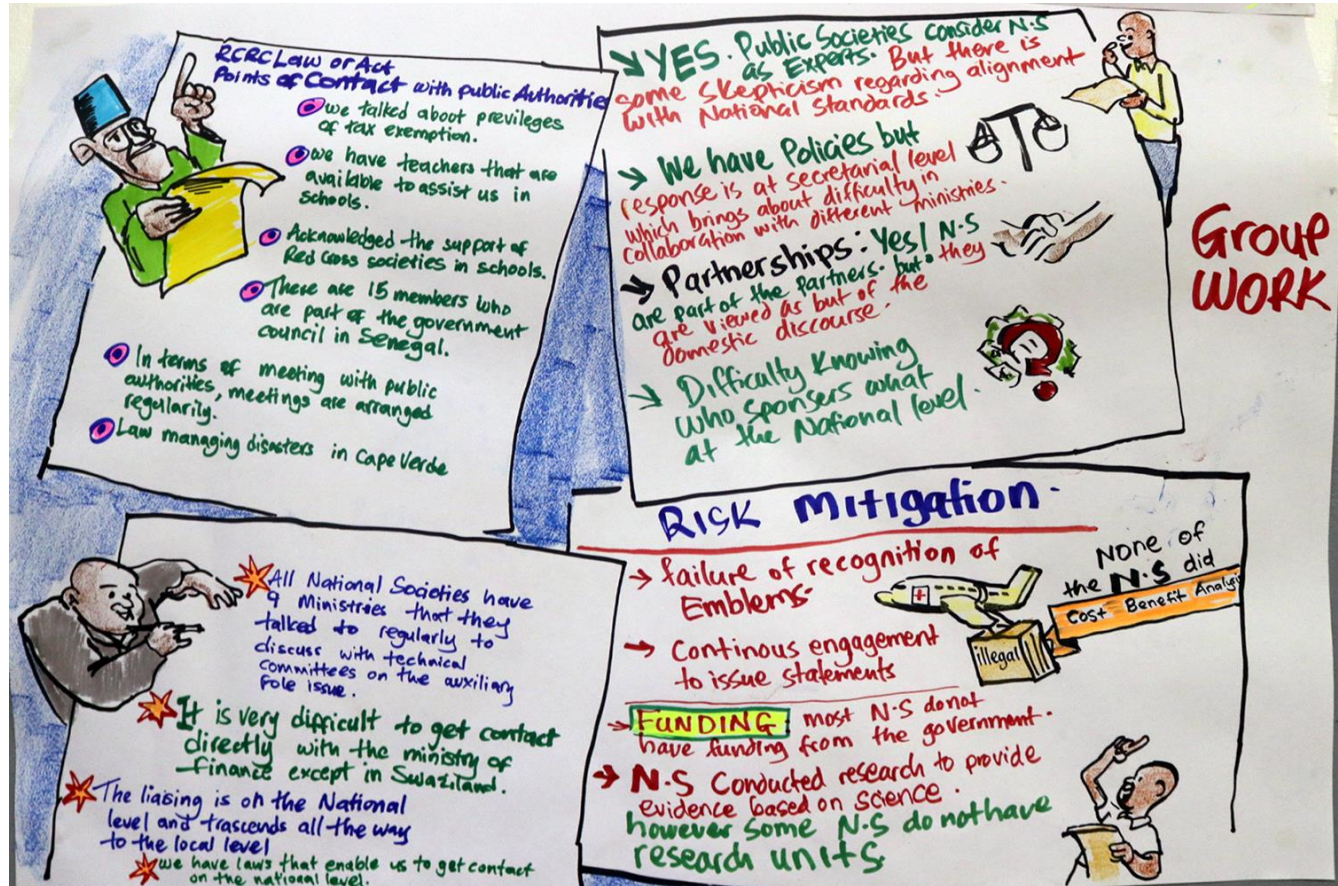 RCRC Law or Act
Points of Contact with public Authorities
we talked about previleges
of tax exemption.
we have teachers that are
available to assist us in
schools.
Acknowledged the support of
Red Cross societies in schools.
There are 15 members who
are part of the government
council in Senegal.
In terms of meeting with public
authorities, meetings are arranged
regularily.
Law managing disasters in Cape Verde
YES. Public Societies consider N.S
as Experts. But there is
some Skepticism regarding alignment
with National Standards.
We have Policies but
response is at secretarial level
which brings about difficulty in
Collaboration with different ministries.
Partnerships: Yes! N.S
are part of the Partners. but they
are viewed as but of the
domestic discourse.
Difficulty Knowing
who sponsers what
at the National level.
Group
WORK
All National Societies have
9 Ministries that they
talked to regularly to
discuss with technical
committees on the auxiliary
role issue.
It is very difficult to get contact
directly with the ministry of
finance except in Swaziland.
The liasing is on the National
level and trascends all the way
to the local level
we have laws that enable us to get contact
on the national level.
RISK Mitigation.
failure of recognition of
Emblems.
Continous engagement
to issue statements
FUNDING: most N.S donot
have funding from the government.
N.S Conducted research to provide
evidence based on science.
however some N.S do not have
research units
None of
the N.S did
Cost Benefit Analysi
illegal